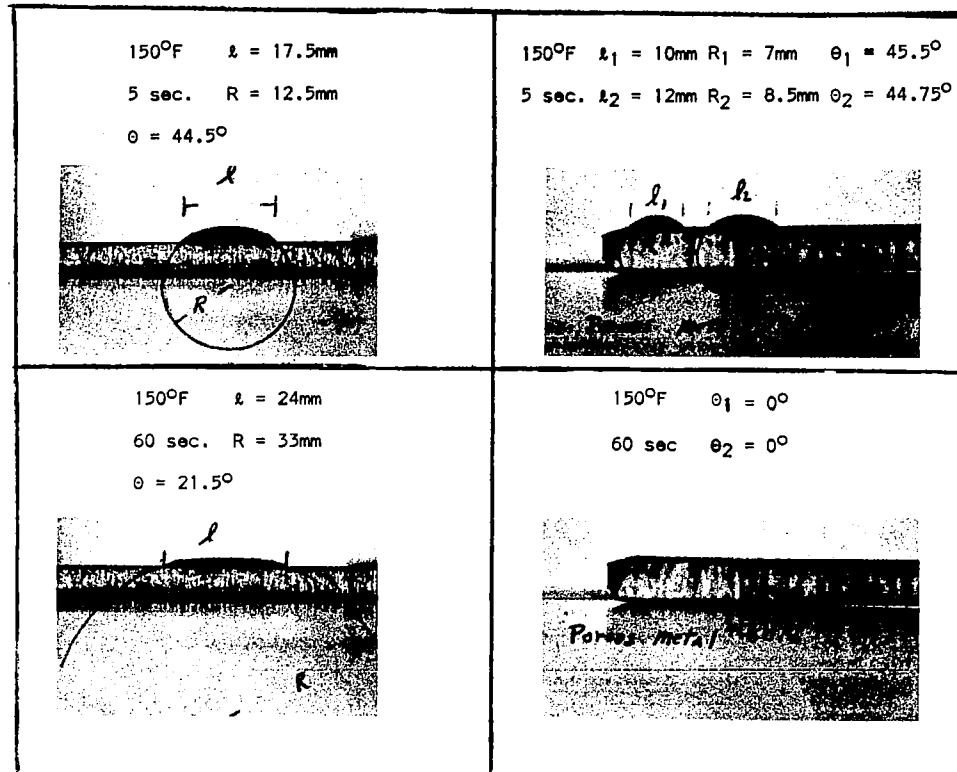 150°F ℓ = 17.5mm
5 sec. R = 12.5mm
Θ = 44.5°
ℓ
R
150°F ℓ1 = 10mm R1 = 7mm Θ1 = 45.5°
5 sec. ℓ2 = 12mm R2 = 8.5mm Θ2 = 44.75°
ℓ1 ℓ2
150°F ℓ = 24mm
60 sec. R = 33mm
Θ = 21.5°
ℓ
R
150°F Θ1 = 0°
60 sec Θ2 = 0°
Porous metal